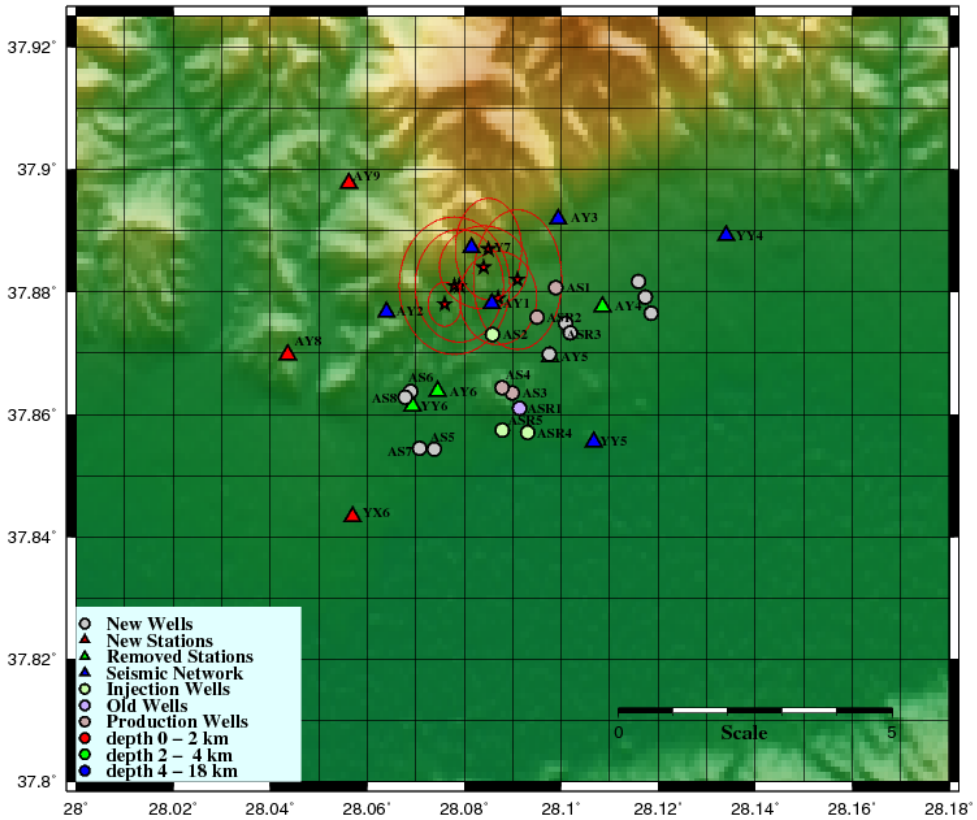 37.92°
37.9°
AY9
AY3
YY4
Y7
37.88°
AS1
AY1
AY4
AY2
ASR2
AS2
ASR3
AY8
AY5
AS4
AS6
AY6
AS3
AS8
37.86°
YY6
ASR1
ASR5
ASR4
AS5
YY5
AS7
YX6
37.84°
New Wells
New Stations
Removed Stations
37.82°
Seismic Network
Injection Wells
Old Wells
Production Wells
0 Scale 5
depth 0 – 2 km
depth 2 – 4 km
depth 4 – 18 km
37.8°
28° 28.02° 28.04° 28.06° 28.08° 28.1° 28.12° 28.14° 28.16° 28.18°